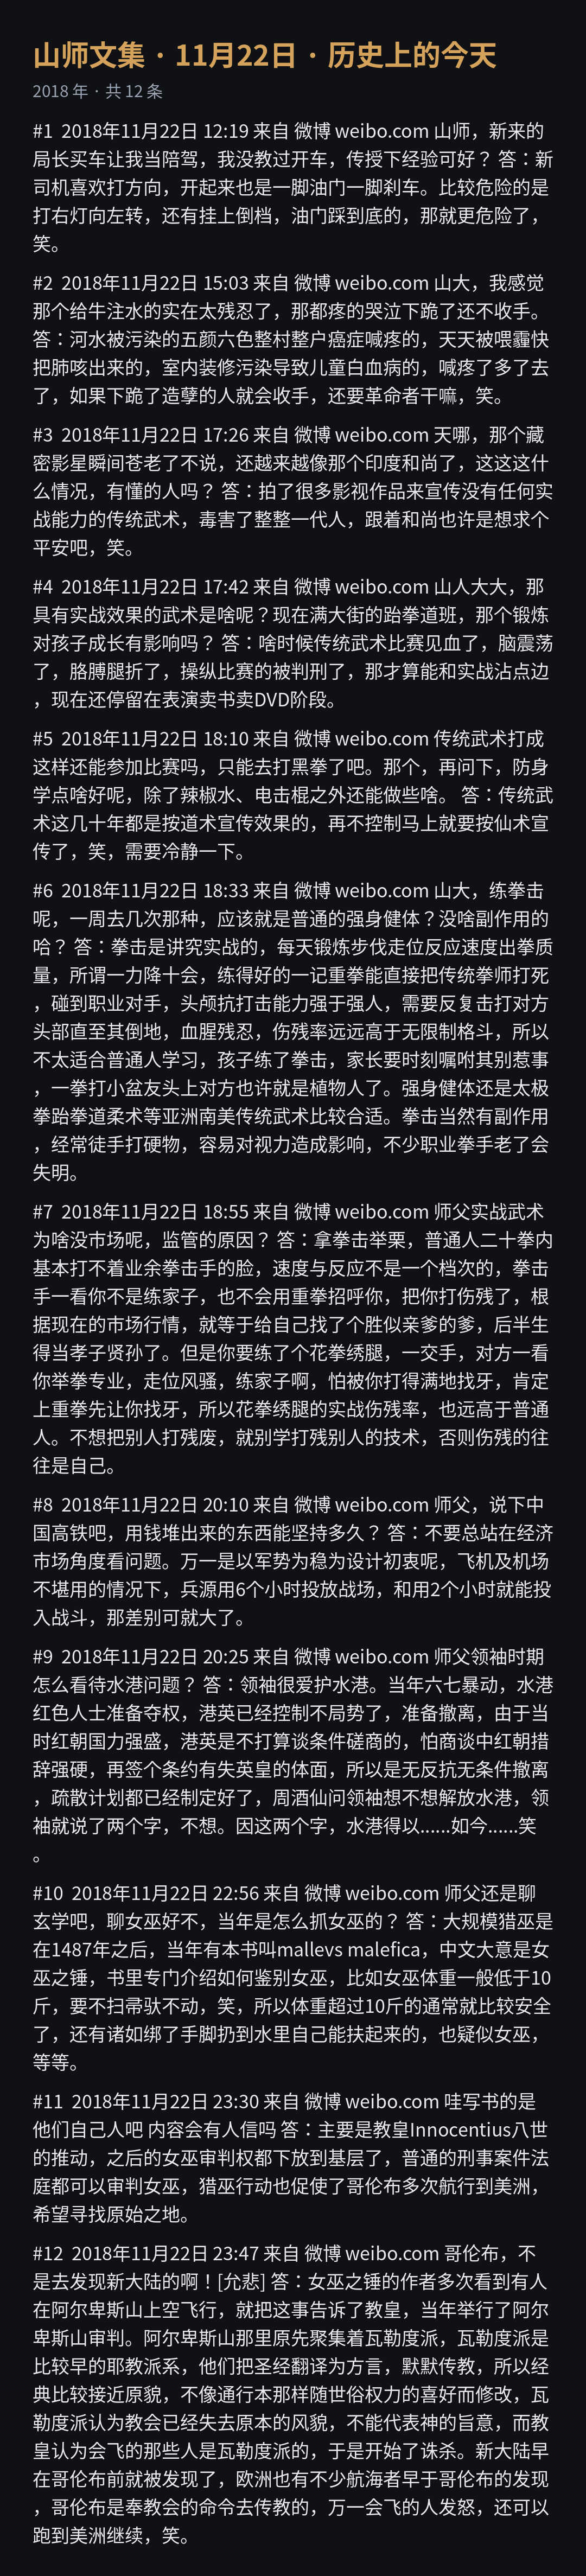 山师文集 · 11月22日 · 历史上的今天
2018 年 · 共 12 条
#1 2018年11月22日 12:19 来自 微博 weibo.com 山师，新来的
局长买车让我当陪驾，我没教过开车，传授下经验可好？ 答：新
司机喜欢打方向，开起来也是一脚油门一脚刹车。比较危险的是
打右灯向左转，还有挂上倒档，油门踩到底的，那就更危险了，
笑。
#2 2018年11月22日 15:03 来自 微博 weibo.com 山大，我感觉
那个给牛注水的实在太残忍了，那都疼的哭泣下跪了还不收手。
答：河水被污染的五颜六色整村整户癌症喊疼的，天天被喂霾快
把肺咳出来的，室内装修污染导致儿童白血病的，喊疼了多了去
了，如果下跪了造孽的人就会收手，还要革命者干嘛，笑。
#3 2018年11月22日 17:26 来自 微博 weibo.com 天哪，那个藏
密影星瞬间苍老了不说，还越来越像那个印度和尚了，这这这什
么情况，有懂的人吗？ 答：拍了很多影视作品来宣传没有任何实
战能力的传统武术，毒害了整整一代人，跟着和尚也许是想求个
平安吧，笑。
#4 2018年11月22日 17:42 来自 微博 weibo.com 山人大大，那
具有实战效果的武术是啥呢？现在满大街的跆拳道班，那个锻炼
对孩子成长有影响吗？ 答：啥时候传统武术比赛见血了，脑震荡
了，胳膊腿折了，操纵比赛的被判刑了，那才算能和实战沾点边
，现在还停留在表演卖书卖DVD阶段。
#5 2018年11月22日 18:10 来自 微博 weibo.com 传统武术打成
这样还能参加比赛吗，只能去打黑拳了吧。那个，再问下，防身
学点啥好呢，除了辣椒水、电击棍之外还能做些啥。 答：传统武
术这几十年都是按道术宣传效果的，再不控制马上就要按仙术宣
传了，笑，需要冷静一下。
#6 2018年11月22日 18:33 来自 微博 weibo.com 山大，练拳击
呢，一周去几次那种，应该就是普通的强身健体？没啥副作用的
哈？ 答：拳击是讲究实战的，每天锻炼步伐走位反应速度出拳质
量，所谓一力降十会，练得好的一记重拳能直接把传统拳师打死
，碰到职业对手，头颅抗打击能力强于强人，需要反复击打对方
头部直至其倒地，血腥残忍，伤残率远远高于无限制格斗，所以
不太适合普通人学习，孩子练了拳击，家长要时刻嘱咐其别惹事
，一拳打小盆友头上对方也许就是植物人了。强身健体还是太极
拳跆拳道柔术等亚洲南美传统武术比较合适。拳击当然有副作用
，经常徒手打硬物，容易对视力造成影响，不少职业拳手老了会
失明。
#7 2018年11月22日 18:55 来自 微博 weibo.com 师父实战武术
为啥没市场呢，监管的原因？ 答：拿拳击举栗，普通人二十拳内
基本打不着业余拳击手的脸，速度与反应不是一个档次的，拳击
手一看你不是练家子，也不会用重拳招呼你，把你打伤残了，根
据现在的市场行情，就等于给自己找了个胜似亲爹的爹，后半生
得当孝子贤孙了。但是你要练了个花拳绣腿，一交手，对方一看
你举拳专业，走位风骚，练家子啊，怕被你打得满地找牙，肯定
上重拳先让你找牙，所以花拳绣腿的实战伤残率，也远高于普通
人。不想把别人打残废，就别学打残别人的技术，否则伤残的往
往是自己。
#8 2018年11月22日 20:10 来自 微博 weibo.com 师父，说下中
国高铁吧，用钱堆出来的东西能坚持多久？ 答：不要总站在经济
市场角度看问题。万一是以军势为稳为设计初衷呢，飞机及机场
不堪用的情况下，兵源用6个小时投放战场，和用2个小时就能投
入战斗，那差别可就大了。
#9 2018年11月22日 20:25 来自 微博 weibo.com 师父领袖时期
怎么看待水港问题？ 答：领袖很爱护水港。当年六七暴动，水港
红色人士准备夺权，港英已经控制不局势了，准备撤离，由于当
时红朝国力强盛，港英是不打算谈条件磋商的，怕商谈中红朝措
辞强硬，再签个条约有失英皇的体面，所以是无反抗无条件撤离
，疏散计划都已经制定好了，周酒仙问领袖想不想解放水港，领
袖就说了两个字，不想。因这两个字，水港得以......如今......笑
。
#10 2018年11月22日 22:56 来自 微博 weibo.com 师父还是聊
玄学吧，聊女巫好不，当年是怎么抓女巫的？ 答：大规模猎巫是
在1487年之后，当年有本书叫mallevs malefica，中文大意是女
巫之锤，书里专门介绍如何鉴别女巫，比如女巫体重一般低于10
斤，要不扫帚驮不动，笑，所以体重超过10斤的通常就比较安全
了，还有诸如绑了手脚扔到水里自己能扶起来的，也疑似女巫，
等等。
#11 2018年11月22日 23:30 来自 微博 weibo.com 哇写书的是
他们自己人吧 内容会有人信吗 答：主要是教皇Innocentius八世
的推动，之后的女巫审判权都下放到基层了，普通的刑事案件法
庭都可以审判女巫，猎巫行动也促使了哥伦布多次航行到美洲，
希望寻找原始之地。
#12 2018年11月22日 23:47 来自 微博 weibo.com 哥伦布，不
是去发现新大陆的啊！[允悲] 答：女巫之锤的作者多次看到有人
在阿尔卑斯山上空飞行，就把这事告诉了教皇，当年举行了阿尔
卑斯山审判。阿尔卑斯山那里原先聚集着瓦勒度派，瓦勒度派是
比较早的耶教派系，他们把圣经翻译为方言，默默传教，所以经
典比较接近原貌，不像通行本那样随世俗权力的喜好而修改，瓦
勒度派认为教会已经失去原本的风貌，不能代表神的旨意，而教
皇认为会飞的那些人是瓦勒度派的，于是开始了诛杀。新大陆早
在哥伦布前就被发现了，欧洲也有不少航海者早于哥伦布的发现
，哥伦布是奉教会的命令去传教的，万一会飞的人发怒，还可以
跑到美洲继续，笑。